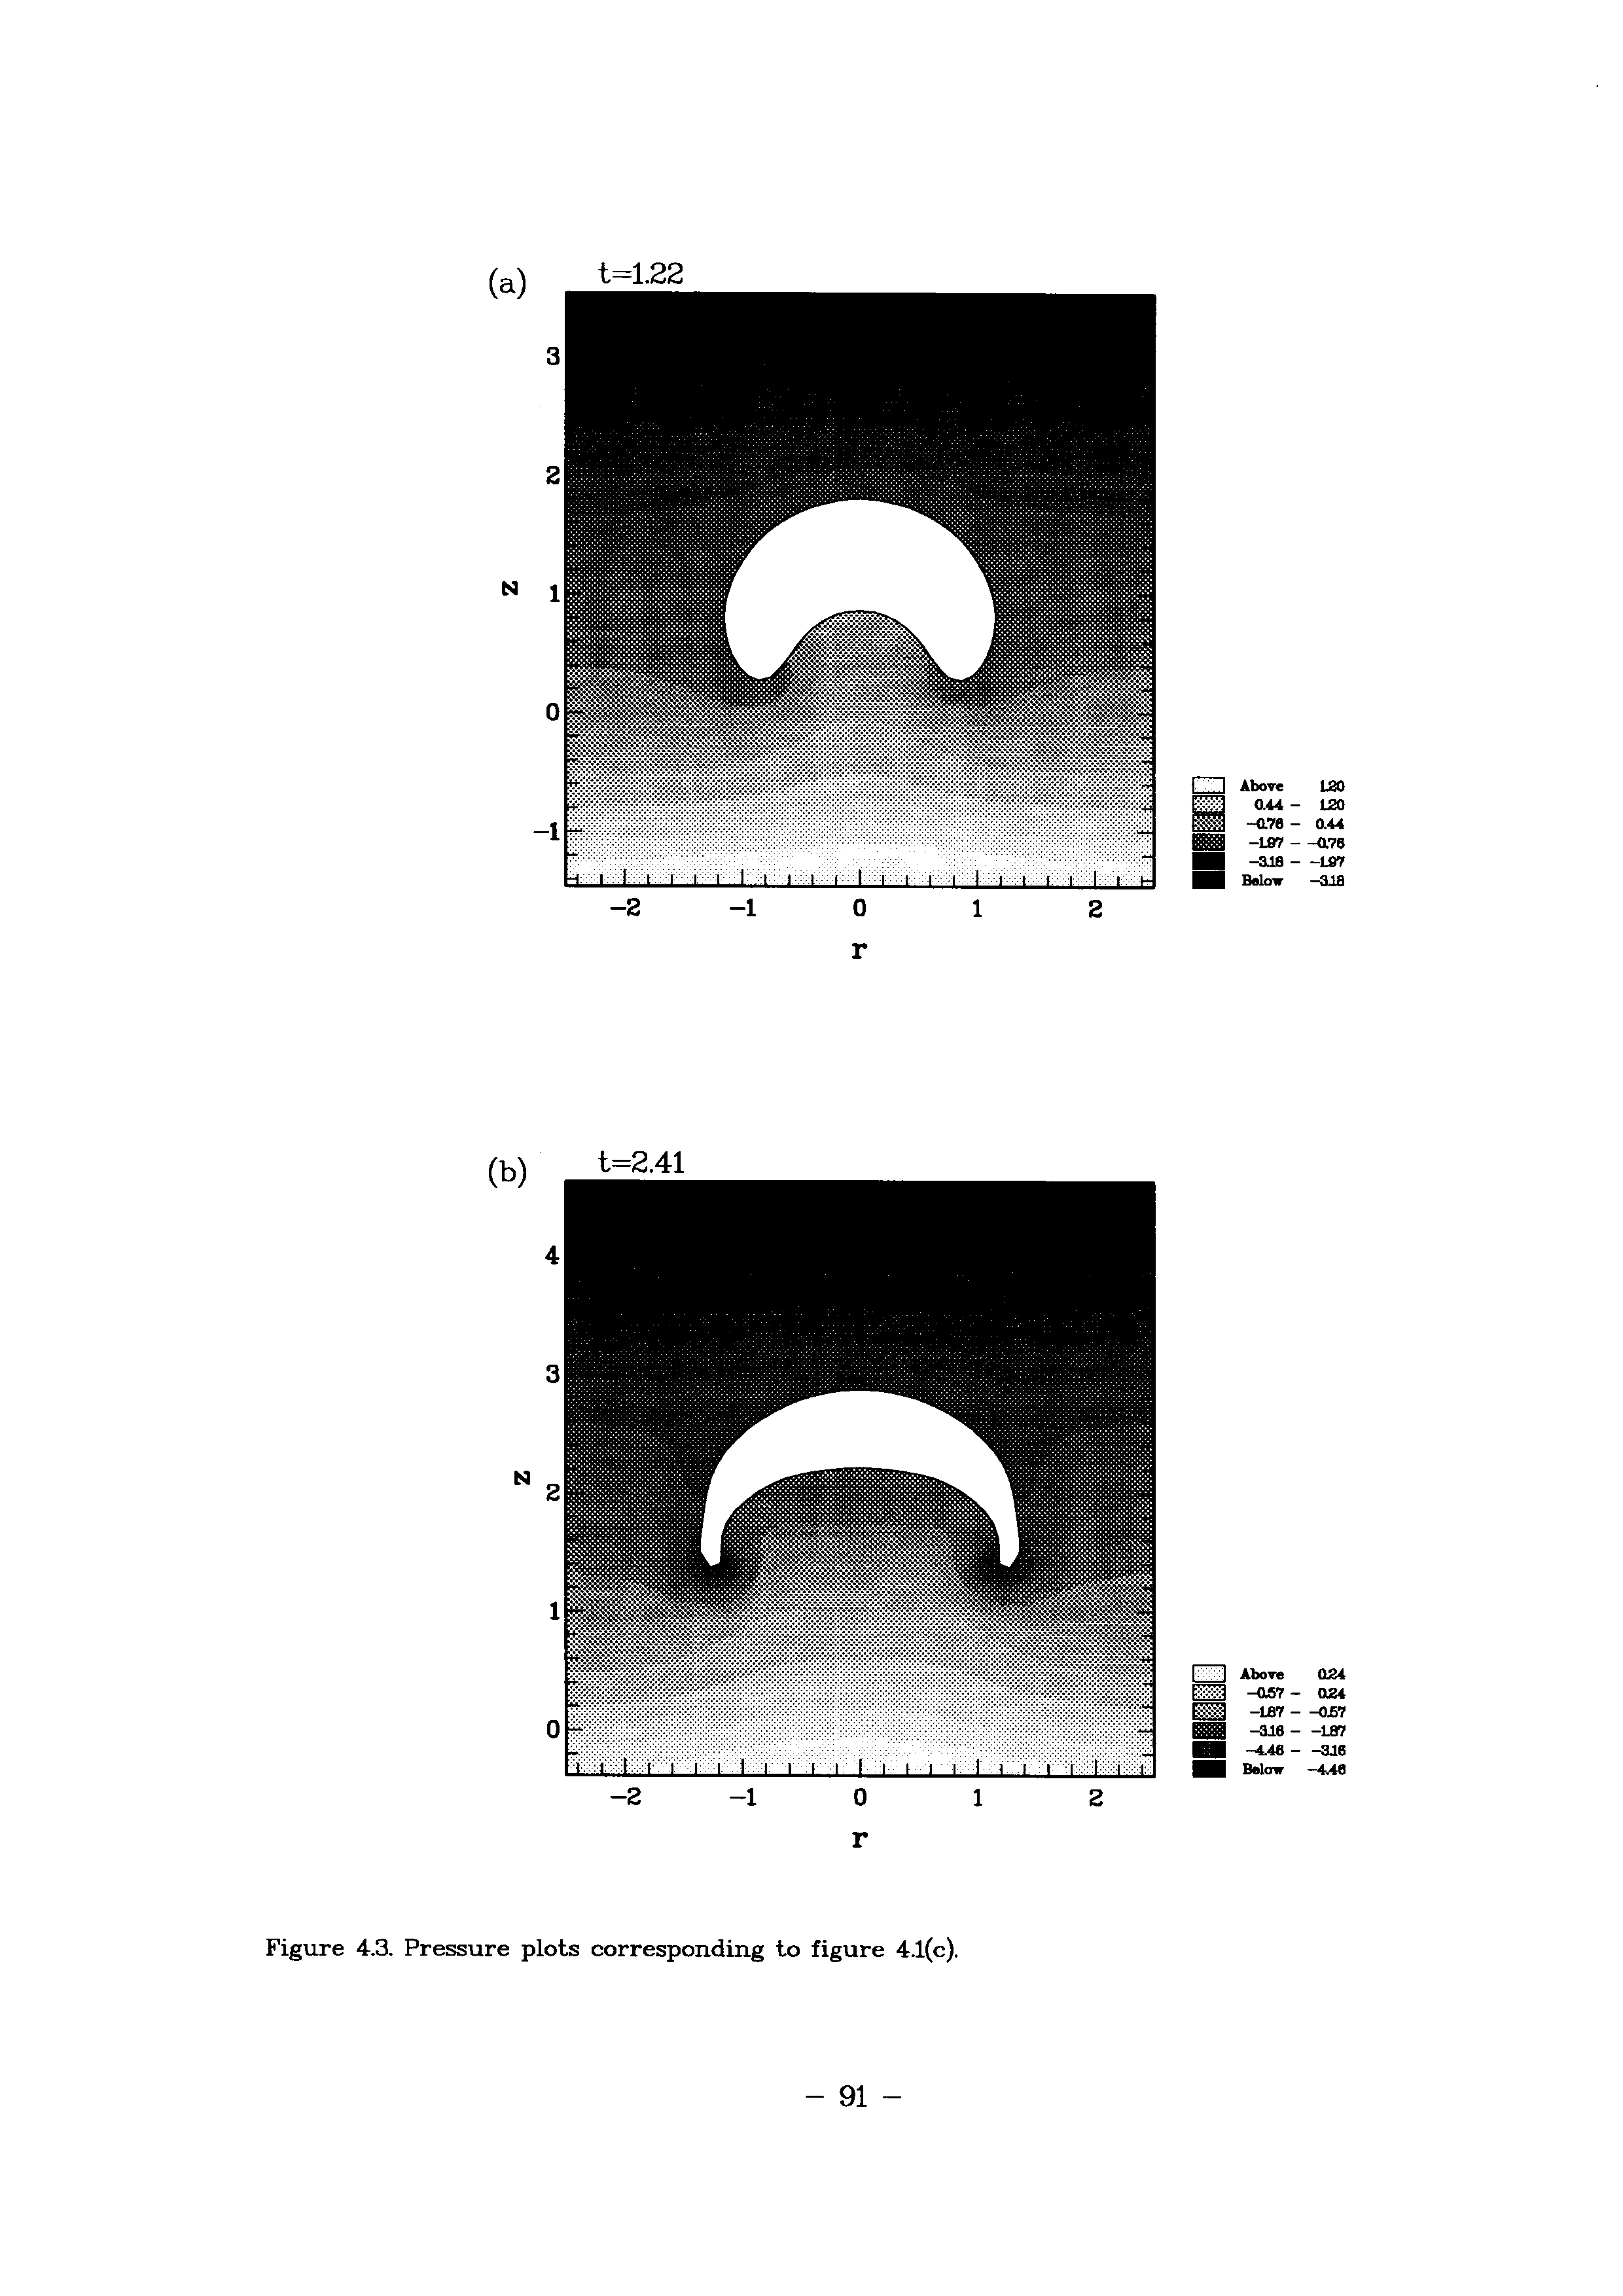 (a) t=1.22
3
2
z
1
0
−1
−2 −1 0 1 2
r
Above 1.20
0.44 − 1.20
−0.76 − 0.44
−1.97 − −0.76
−3.18 − −1.97
Below −3.18
(b) t=2.41
4
3
z
2
1
0
−2 −1 0 1 2
r
Above 0.24
−0.57 − 0.24
−1.87 − −0.57
−3.16 − −1.87
−4.46 − −3.16
Below −4.46
Figure 4.3. Pressure plots corresponding to figure 4.1(c).
− 91 −